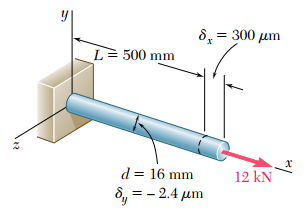 y
δx = 300 μm
L = 500 mm
z
x
d = 16 mm
12 kN
δy = – 2.4 μm